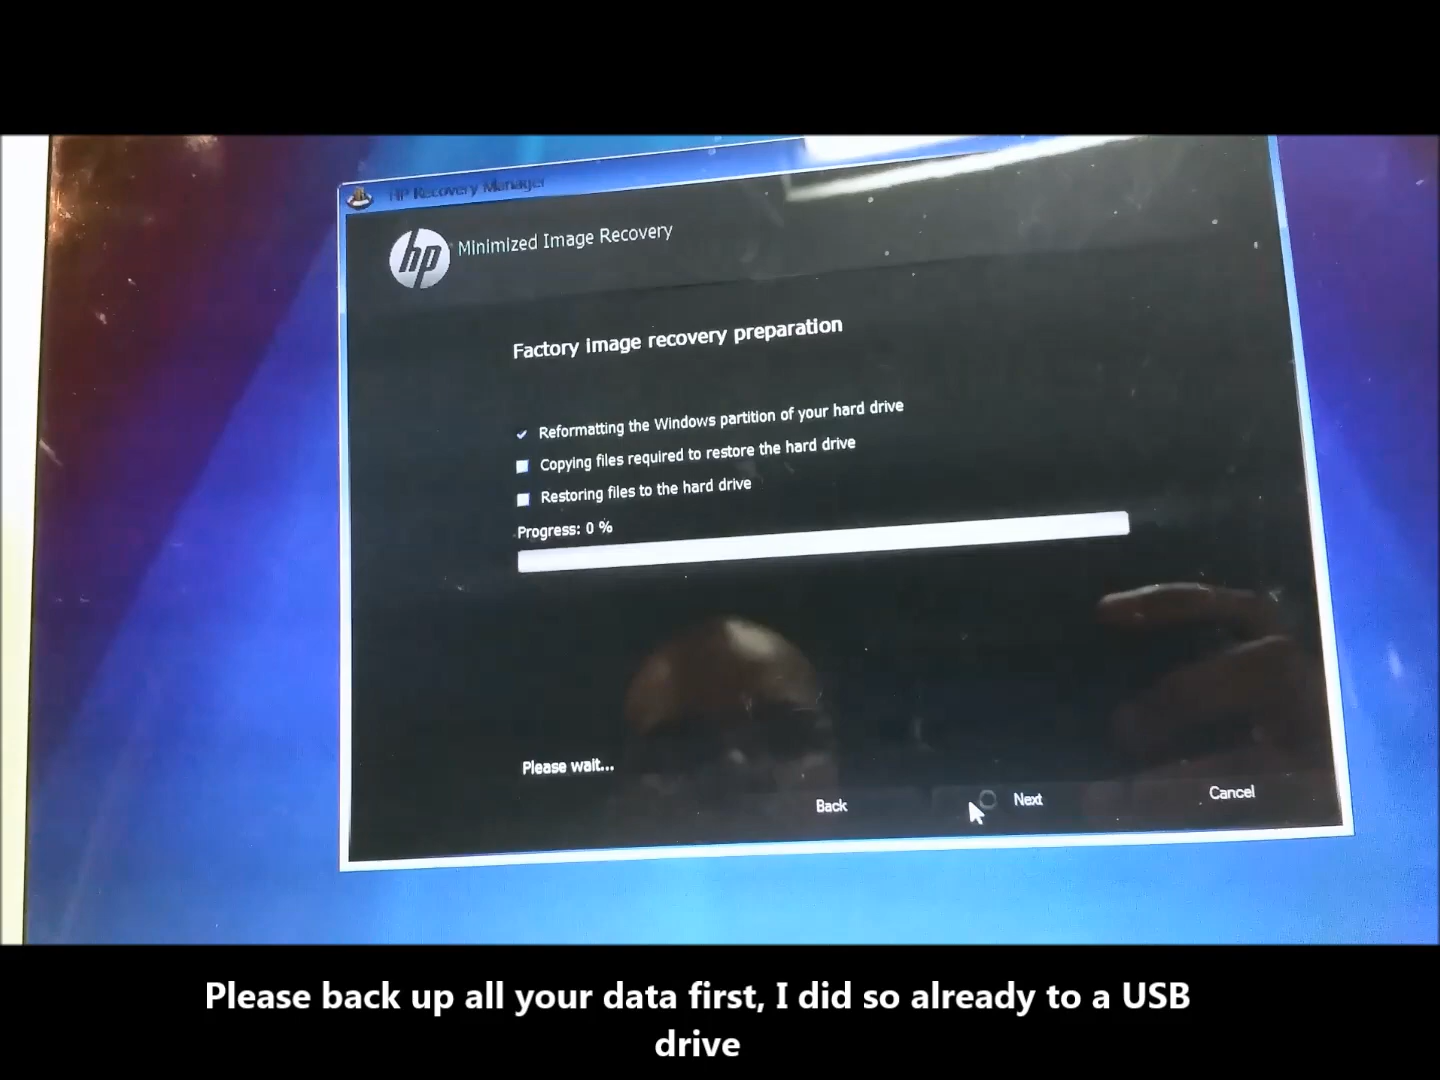 HP Recovery Manager
hp Minimized Image Recovery
Factory image recovery preparation
Reformatting the Windows partition of your hard drive
Copying files required to restore the hard drive
Restoring files to the hard drive
Progress: 0 %
Please wait...
Back Next Cancel
Please back up all your data first, I did so already to a USB
drive